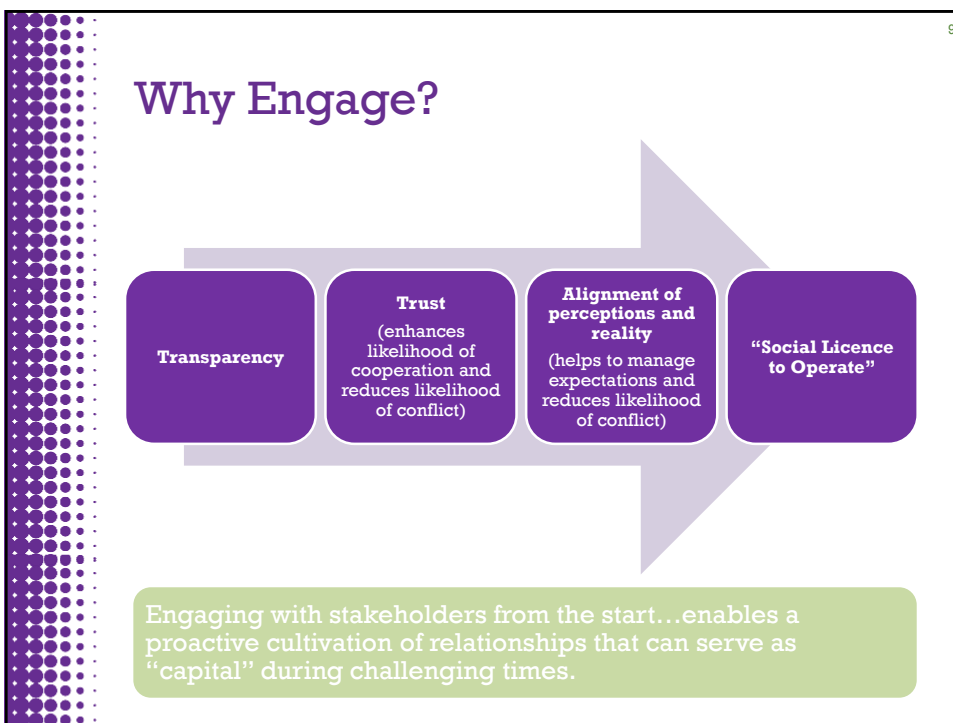 9
Why Engage?
Transparency
Trust
(enhances
likelihood of
cooperation and
reduces likelihood
of conflict)
Alignment of
perceptions and
reality
(helps to manage
expectations and
reduces likelihood
of conflict)
“Social Licence
to Operate”
Engaging with stakeholders from the start…enables a
proactive cultivation of relationships that can serve as
“capital” during challenging times.